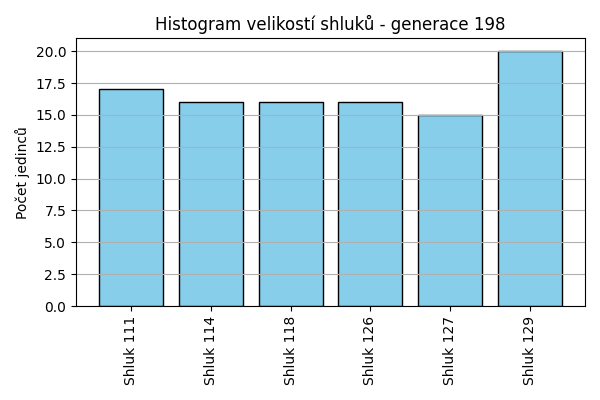 Histogram velikostí shluků - generace 198
Počet jedinců
20.0
17.5
15.0
12.5
10.0
7.5
5.0
2.5
0.0
Shluk 111
Shluk 114
Shluk 118
Shluk 126
Shluk 127
Shluk 129